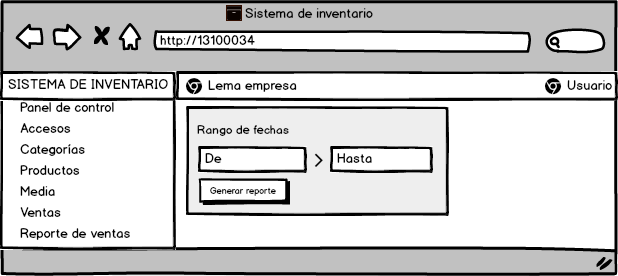 Sistema de inventario
http://13100034
SISTEMA DE INVENTARIO
Lema empresa
Usuario
Panel de control
Accesos
Categorías
Productos
Media
Ventas
Reporte de ventas
Rango de fechas
De
Hasta
Generar reporte